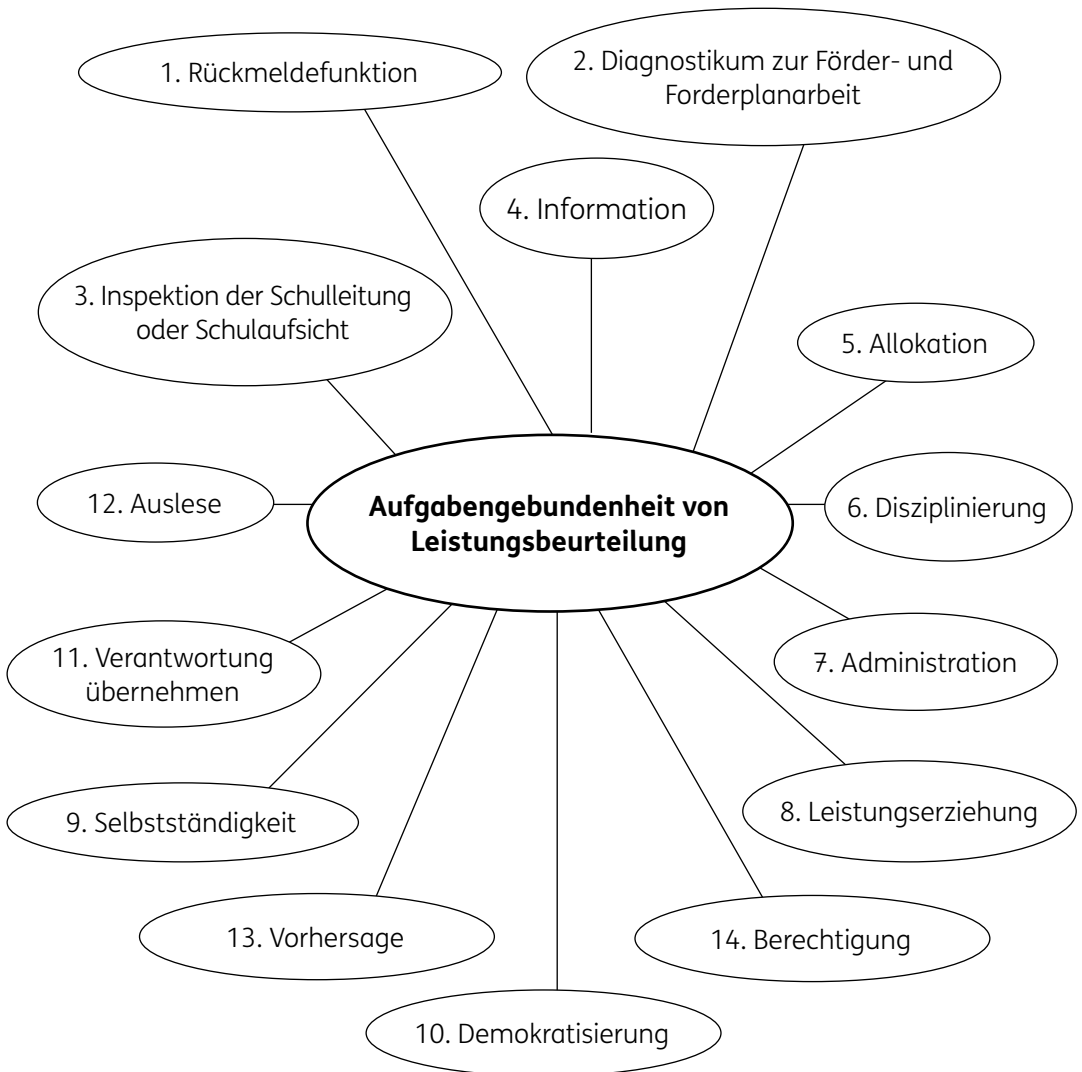 1. Rückmeldefunktion
2. Diagnostikum zur Förder- und
Forderplanarbeit
4. Information
3. Inspektion der Schulleitung
oder Schulaufsicht
5. Allokation
12. Auslese
Aufgabengebundenheit von
Leistungsbeurteilung
6. Disziplinierung
11. Verantwortung
übernehmen
7. Administration
9. Selbstständigkeit
8. Leistungserziehung
13. Vorhersage
14. Berechtigung
10. Demokratisierung